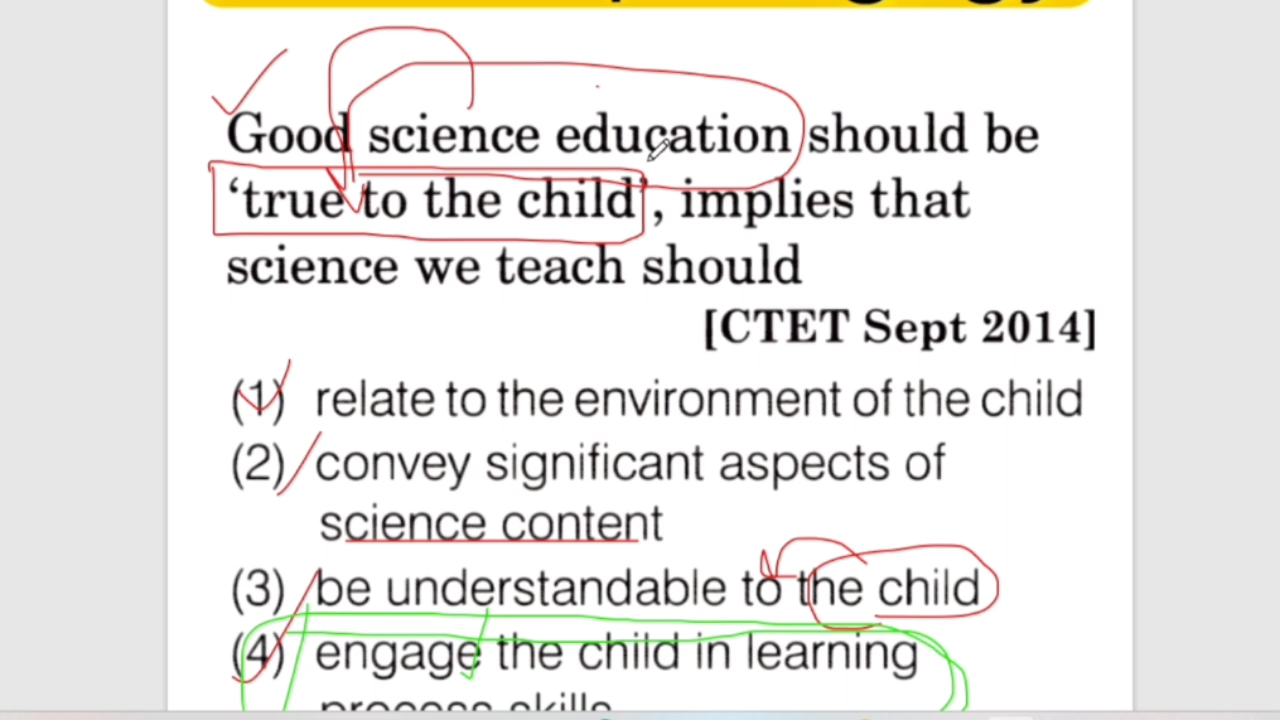 Good science education should be
‘true to the child’, implies that
science we teach should
[CTET Sept 2014]
(1) relate to the environment of the child
(2) convey significant aspects of
science content
(3) be understandable to the child
(4) engage the child in learning
process skills